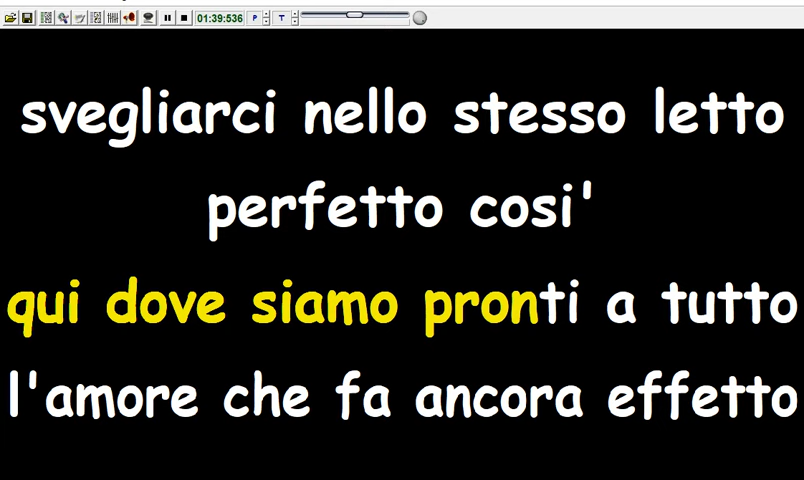 01:39:536 P T
svegliarci nello stesso letto
perfetto cosi'
qui dove siamo pronti a tutto
l'amore che fa ancora effetto